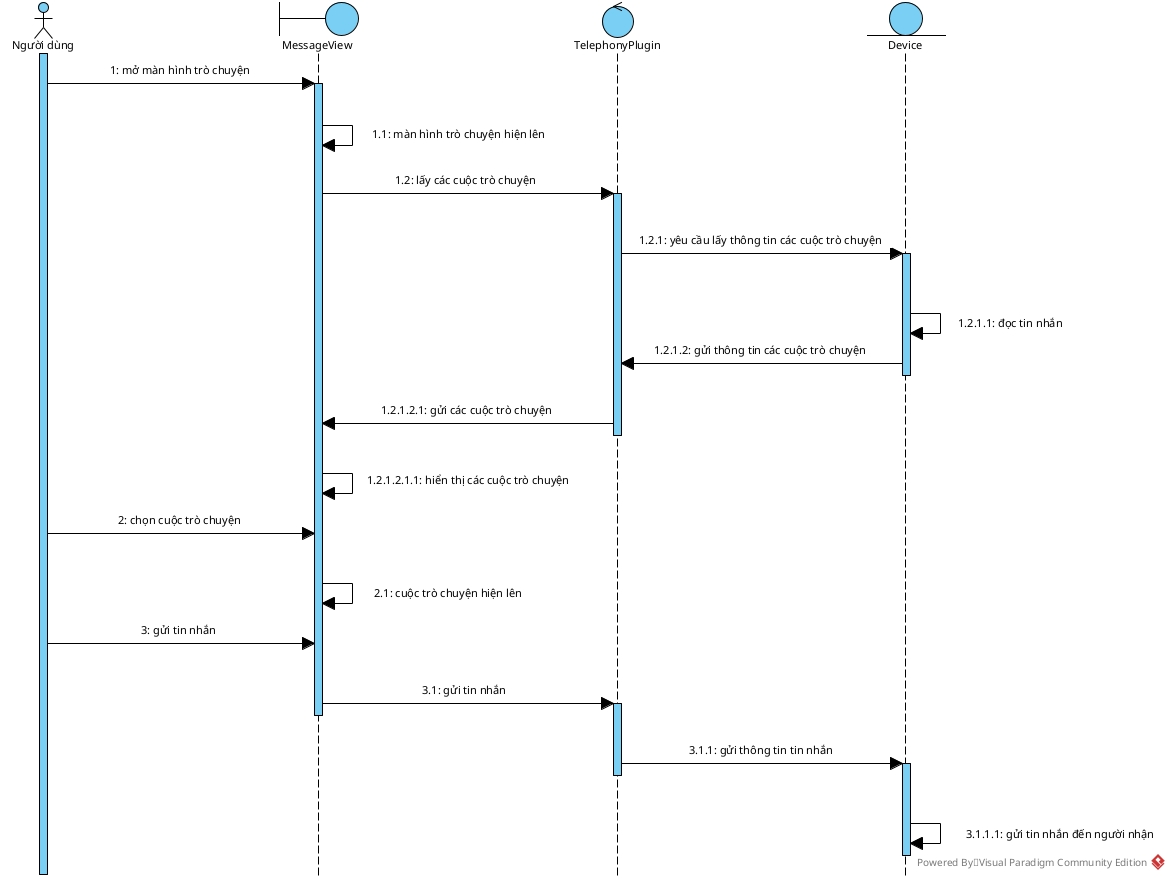 Người dùng
MessageView
TelephonyPlugin
Device
1: mở màn hình trò chuyện
1.1: màn hình trò chuyện hiện lên
1.2: lấy các cuộc trò chuyện
1.2.1: yêu cầu lấy thông tin các cuộc trò chuyện
1.2.1.1: đọc tin nhắn
1.2.1.2: gửi thông tin các cuộc trò chuyện
1.2.1.2.1: gửi các cuộc trò chuyện
1.2.1.2.1.1: hiển thị các cuộc trò chuyện
2: chọn cuộc trò chuyện
2.1: cuộc trò chuyện hiện lên
3: gửi tin nhắn
3.1: gửi tin nhắn
3.1.1: gửi thông tin tin nhắn
3.1.1.1: gửi tin nhắn đến người nhận
Powered By Visual Paradigm Community Edition